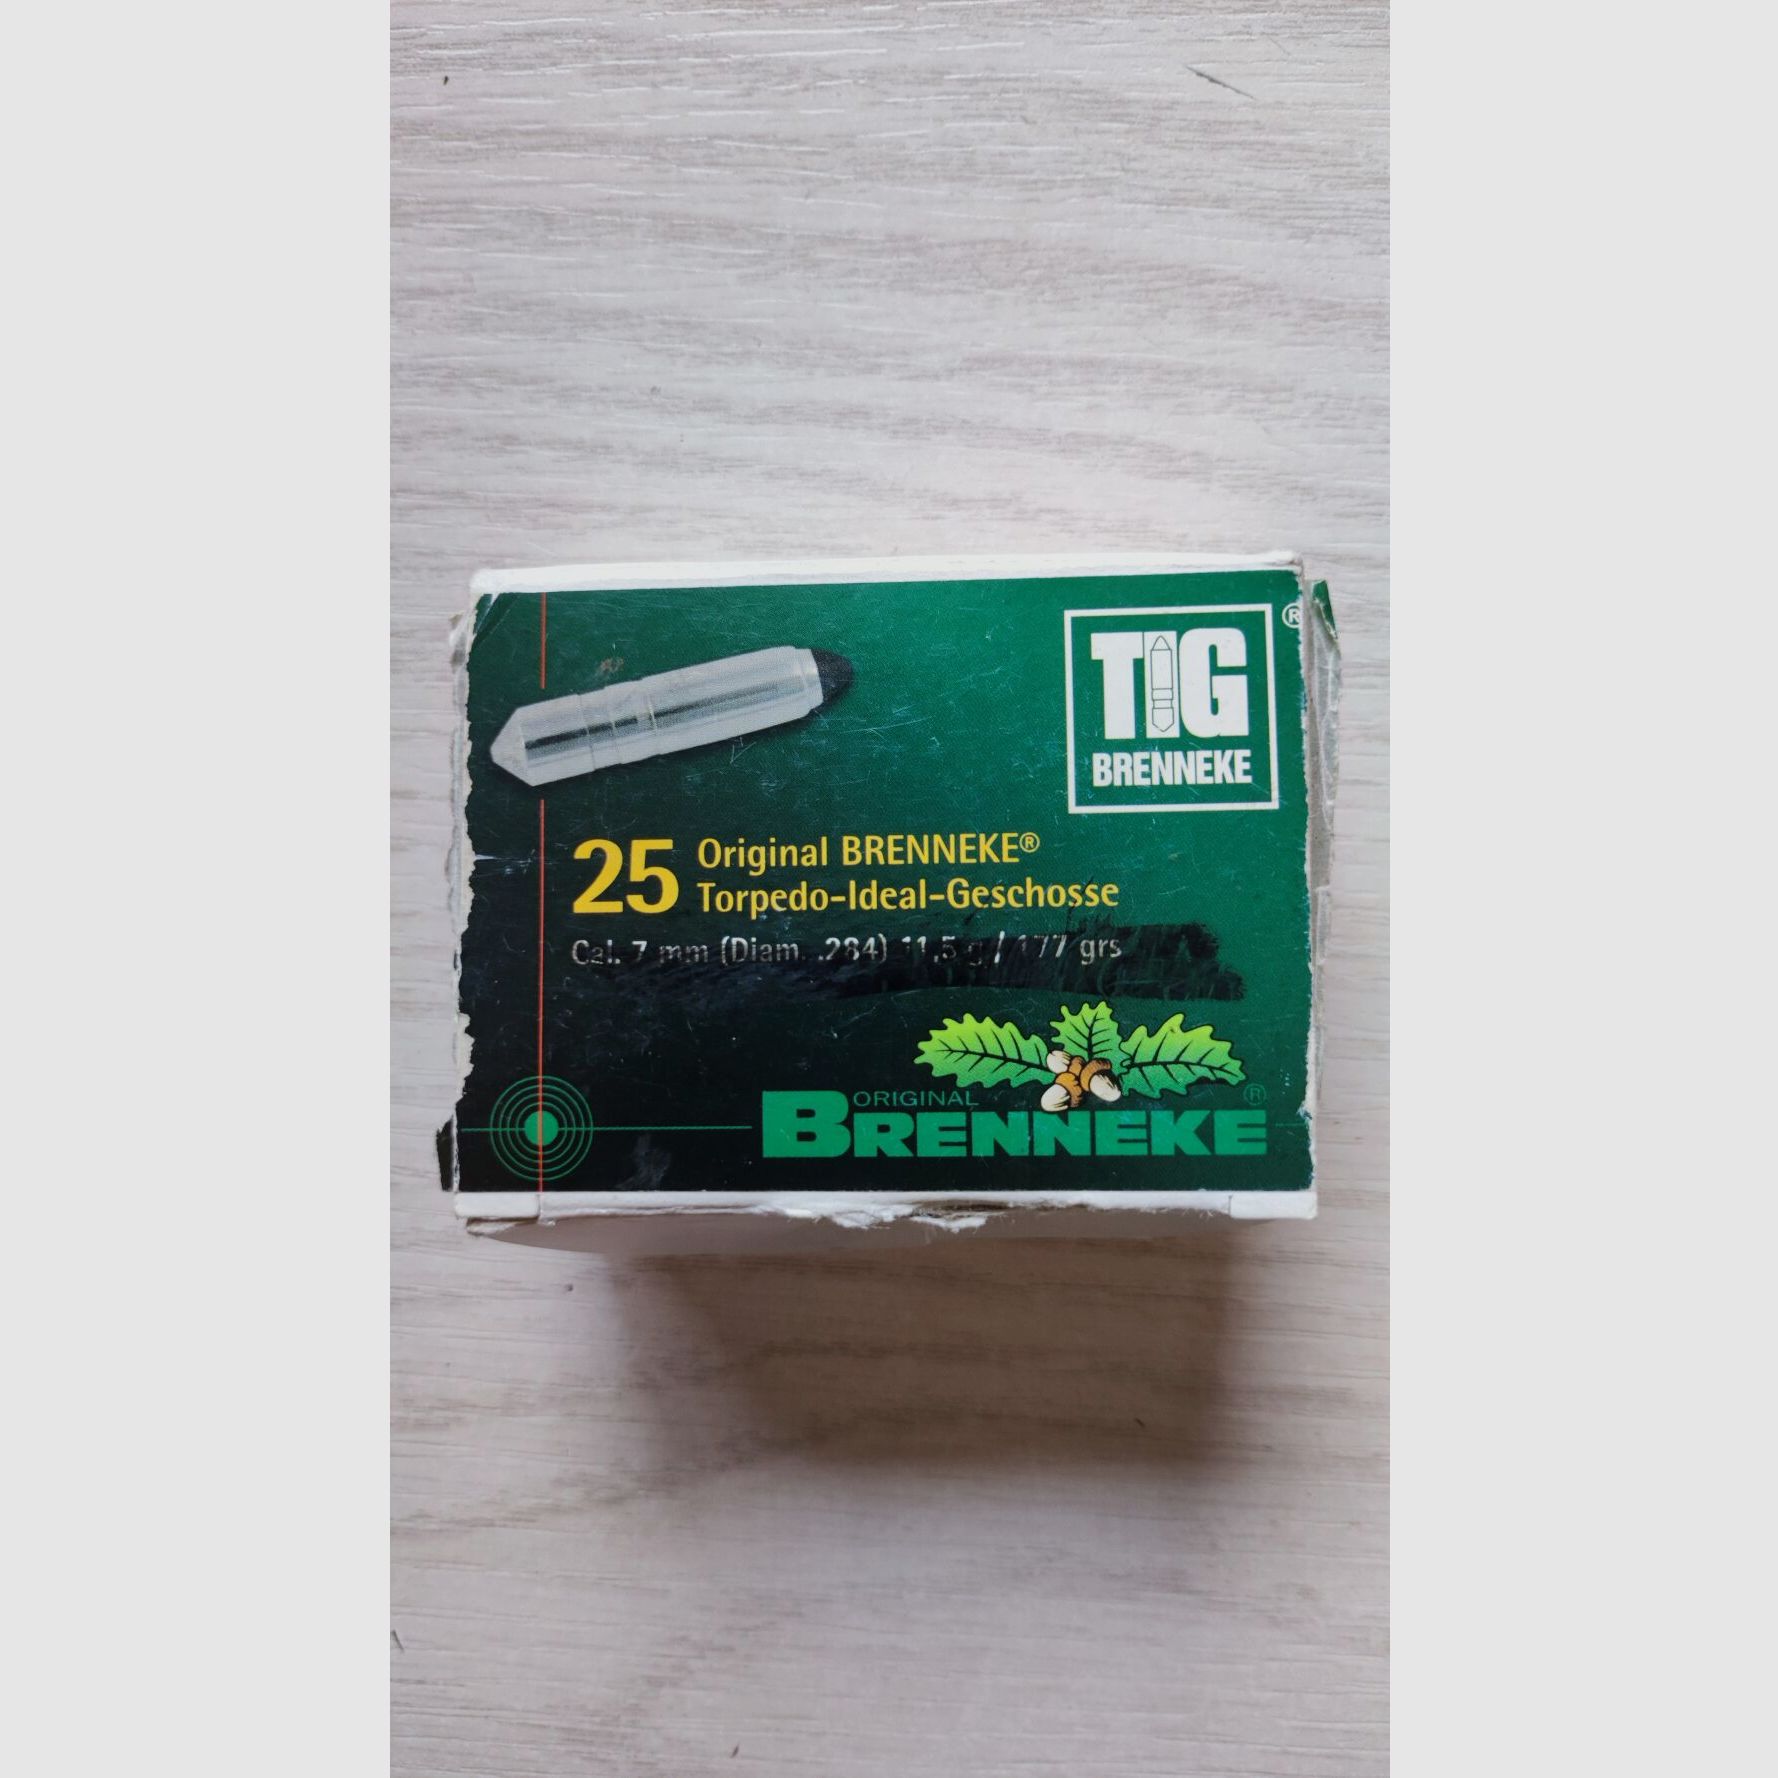 TIG ®
BRENNEKE
25 Original BRENNEKE®
Torpedo-Ideal-Geschosse
Cal. 7 mm (Diam. .284) 11,5 g / 177 grs
ORIGINAL
BRENNEKE ®